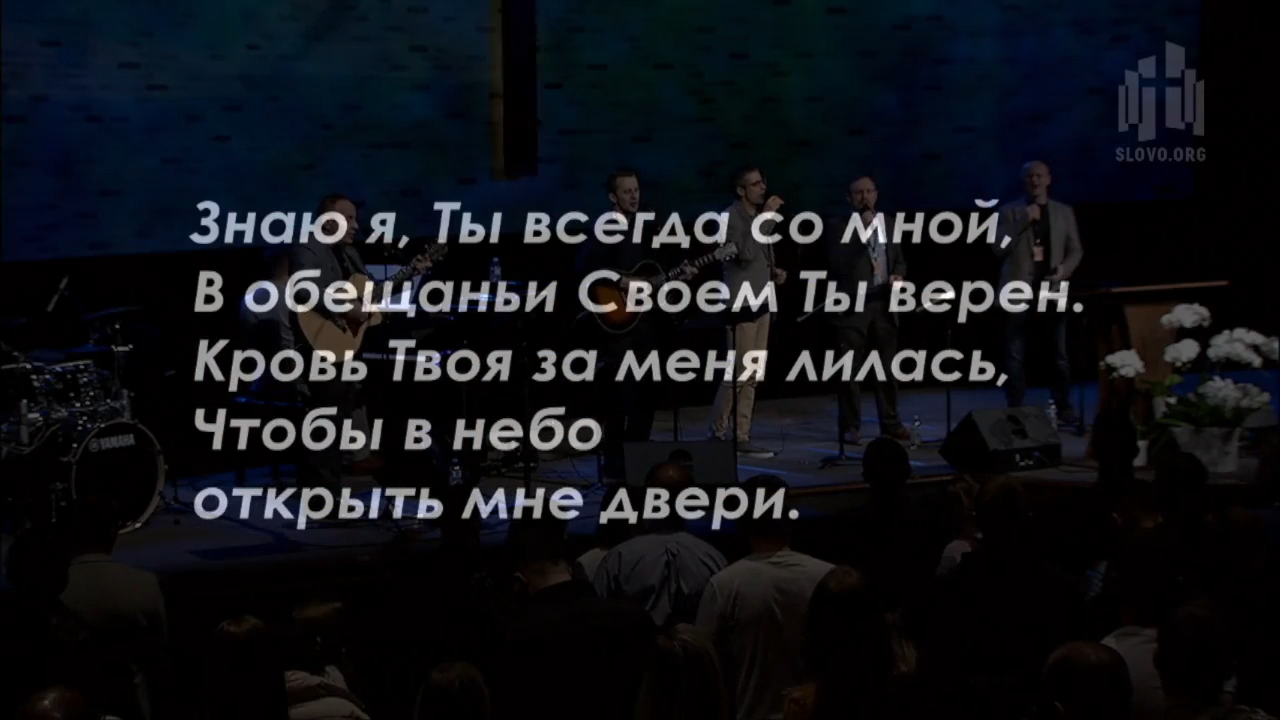 SLOVO.ORG
Знаю я, Ты всегда со мной,
В обещаньи Своем Ты верен.
Кровь Твоя за меня лилась,
Чтобы в небо
открыть мне двери.
YAMAHA